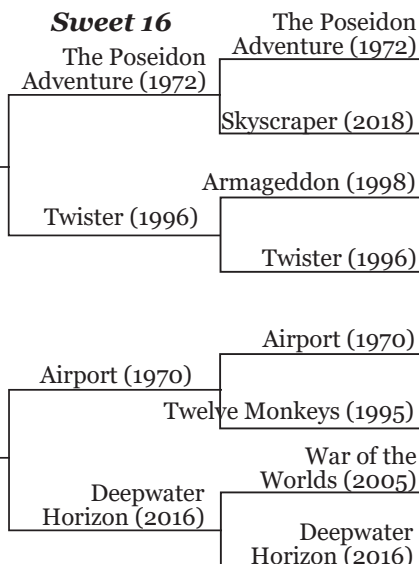 Sweet 16
The Poseidon
Adventure (1972)
The Poseidon
Adventure (1972)
Skyscraper (2018)
Armageddon (1998)
Twister (1996)
Twister (1996)
Airport (1970)
Airport (1970)
Twelve Monkeys (1995)
War of the
Worlds (2005)
Deepwater
Horizon (2016)
Deepwater
Horizon (2016)